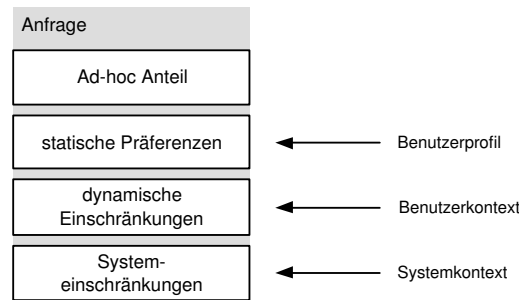 Anfrage
Ad-hoc Anteil
statische Präferenzen
Benutzerprofil
dynamische
Einschränkungen
Benutzerkontext
System-
einschränkungen
Systemkontext